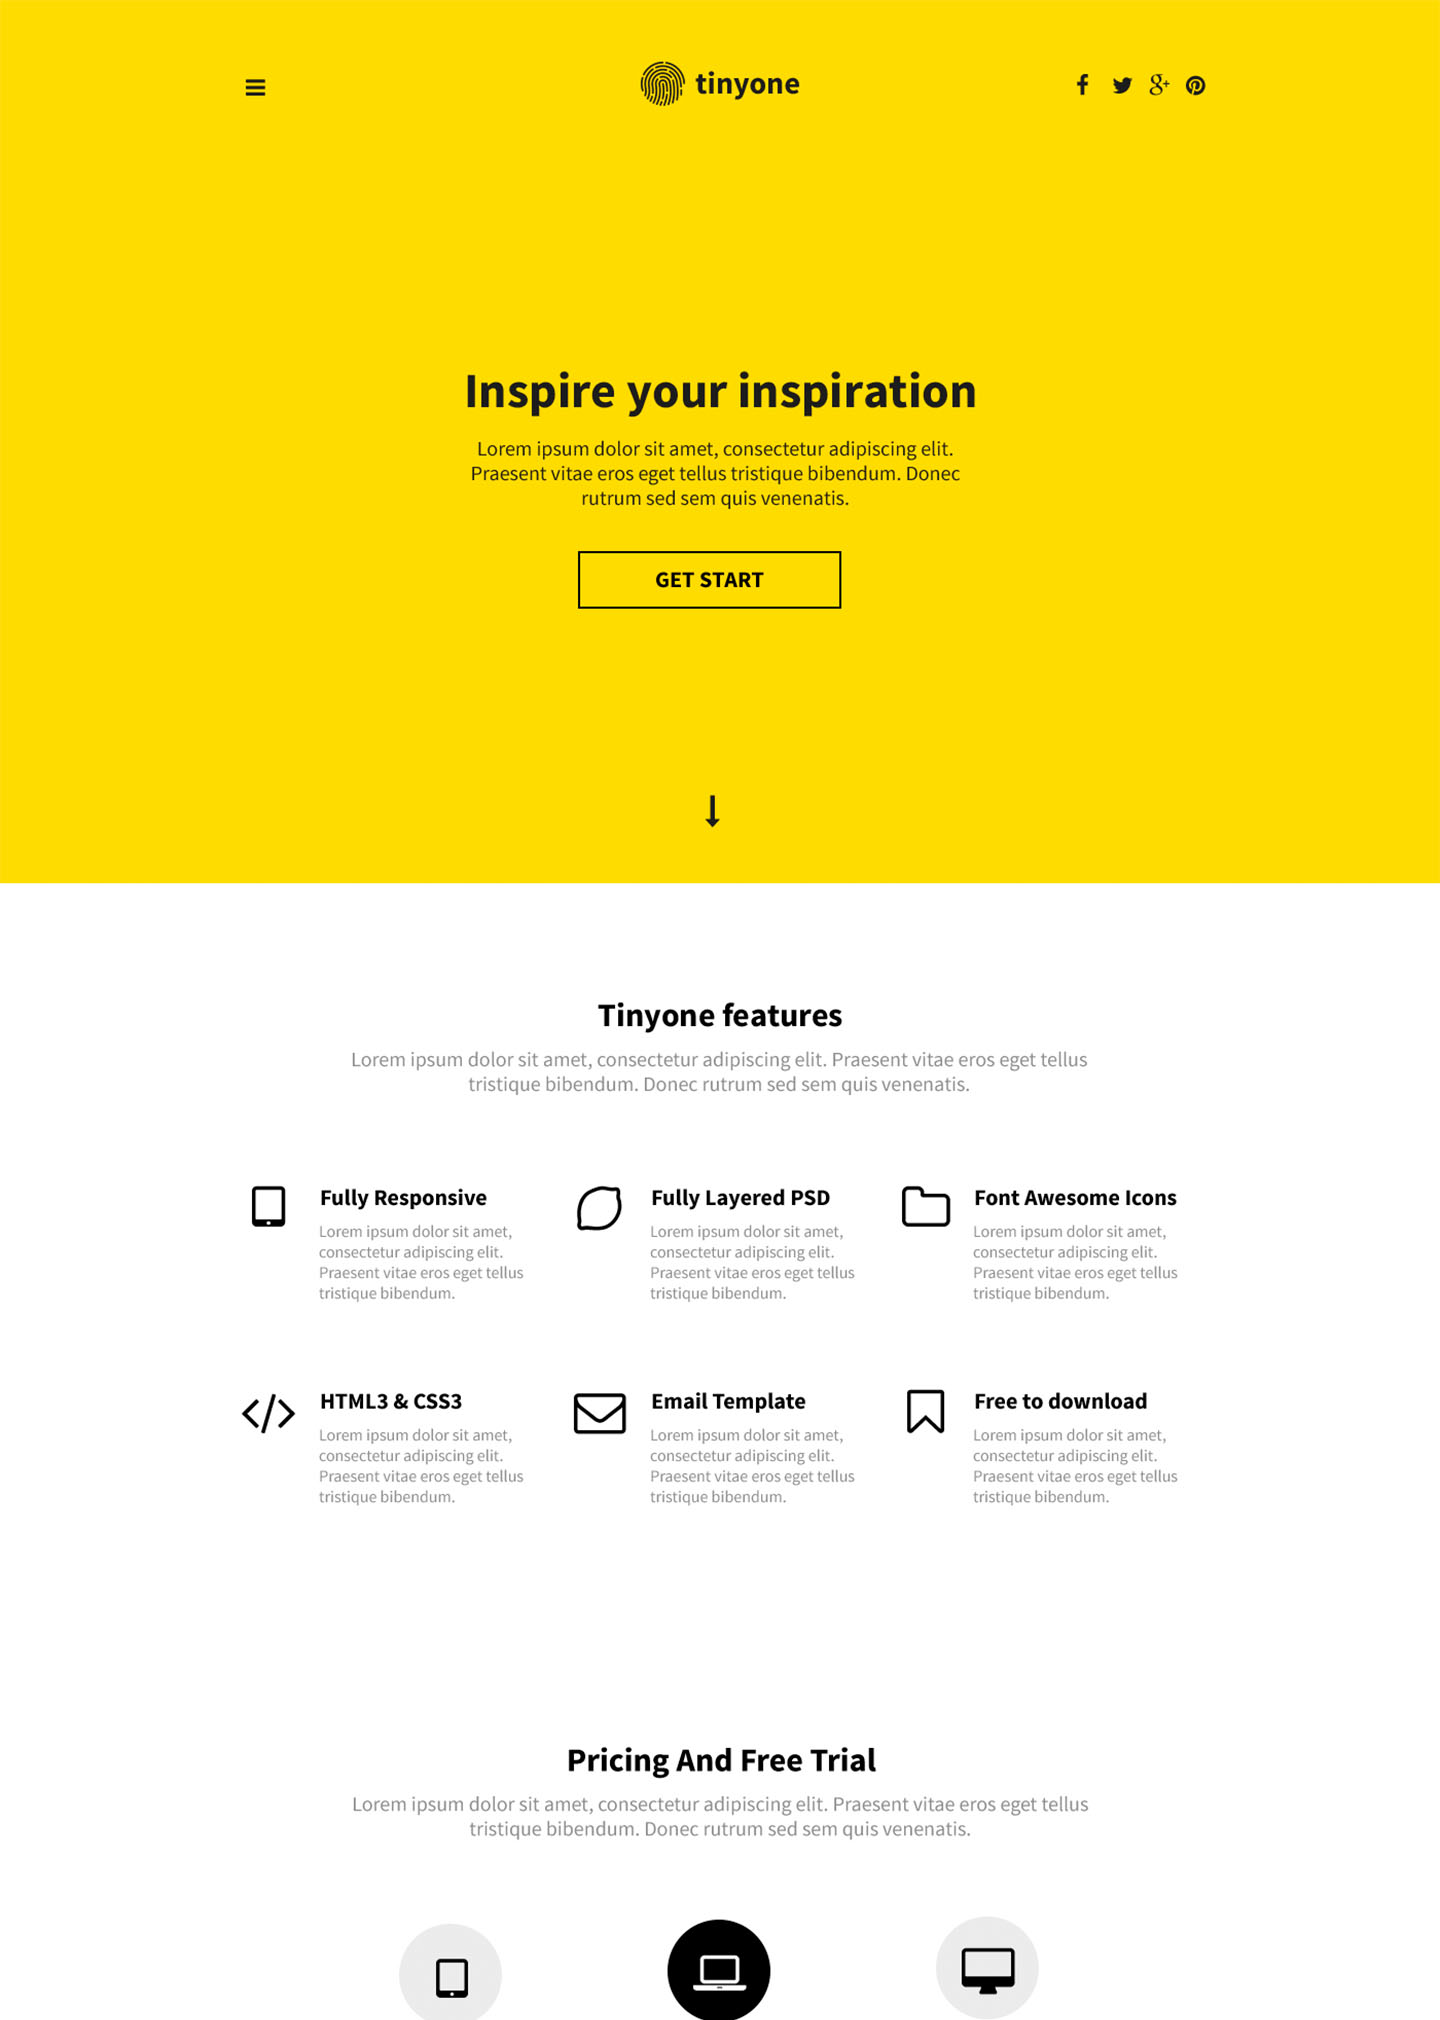 tinyone
Inspire your inspiration
Lorem ipsum dolor sit amet, consectetur adipiscing elit.
Praesent vitae eros eget tellus tristique bibendum. Donec
rutrum sed sem quis venenatis.
GET START
Tinyone features
Lorem ipsum dolor sit amet, consectetur adipiscing elit. Praesent vitae eros eget tellus
tristique bibendum. Donec rutrum sed sem quis venenatis.
Fully Responsive
Lorem ipsum dolor sit amet,
consectetur adipiscing elit.
Praesent vitae eros eget tellus
tristique bibendum.
Fully Layered PSD
Lorem ipsum dolor sit amet,
consectetur adipiscing elit.
Praesent vitae eros eget tellus
tristique bibendum.
Font Awesome Icons
Lorem ipsum dolor sit amet,
consectetur adipiscing elit.
Praesent vitae eros eget tellus
tristique bibendum.
HTML3 & CSS3
Lorem ipsum dolor sit amet,
consectetur adipiscing elit.
Praesent vitae eros eget tellus
tristique bibendum.
Email Template
Lorem ipsum dolor sit amet,
consectetur adipiscing elit.
Praesent vitae eros eget tellus
tristique bibendum.
Free to download
Lorem ipsum dolor sit amet,
consectetur adipiscing elit.
Praesent vitae eros eget tellus
tristique bibendum.
Pricing And Free Trial
Lorem ipsum dolor sit amet, consectetur adipiscing elit. Praesent vitae eros eget tellus
tristique bibendum. Donec rutrum sed sem quis venenatis.